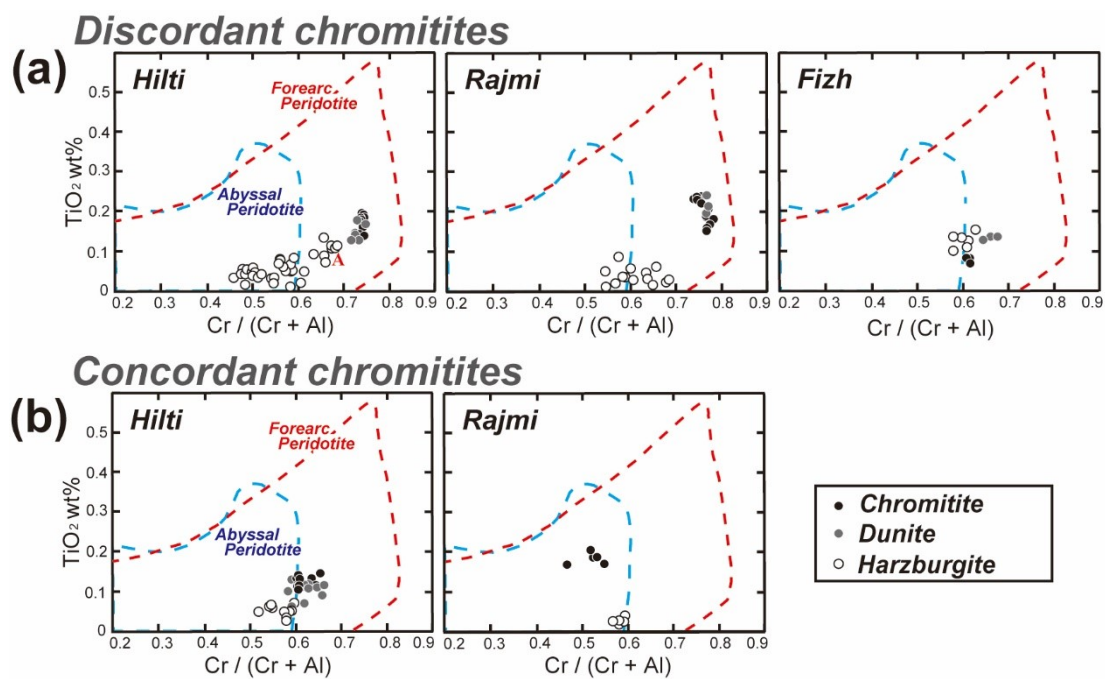 Discordant chromitites
(a)
Hilti
Forearc
Peridotite
Abyssal
Peridotite
A
TiO2 wt%
0.5
0.4
0.3
0.2
0.1
0
0.2 0.3 0.4 0.5 0.6 0.7 0.8 0.9
Cr / (Cr + Al)
Rajmi
0.2 0.3 0.4 0.5 0.6 0.7 0.8 0.9
Cr / (Cr + Al)
Fizh
0.2 0.3 0.4 0.5 0.6 0.7 0.8 0.9
Cr / (Cr + Al)
Concordant chromitites
(b)
Hilti
Forearc
Peridotite
Abyssal
Peridotite
TiO2 wt%
0.5
0.4
0.3
0.2
0.1
0
0.2 0.3 0.4 0.5 0.6 0.7 0.8 0.9
Cr / (Cr + Al)
Rajmi
0.2 0.3 0.4 0.5 0.6 0.7 0.8 0.9
Cr / (Cr + Al)
Chromitite
Dunite
Harzburgite